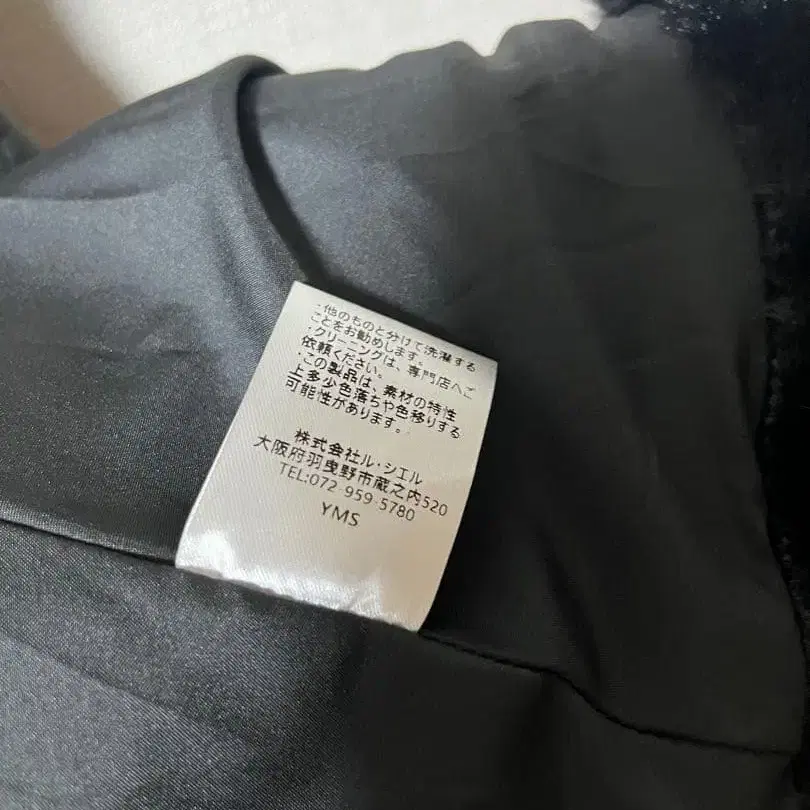 ・他のものと分けて洗濯する
ことをお勧めします。
・クリーニングは、専門店へご
依頼ください。
・この製品は、素材の特性
上多少色落ちや色移りする
可能性があります。
株式会社ル・シエル
大阪府羽曳野市蔵之内520
TEL:072-959-5780
YMS